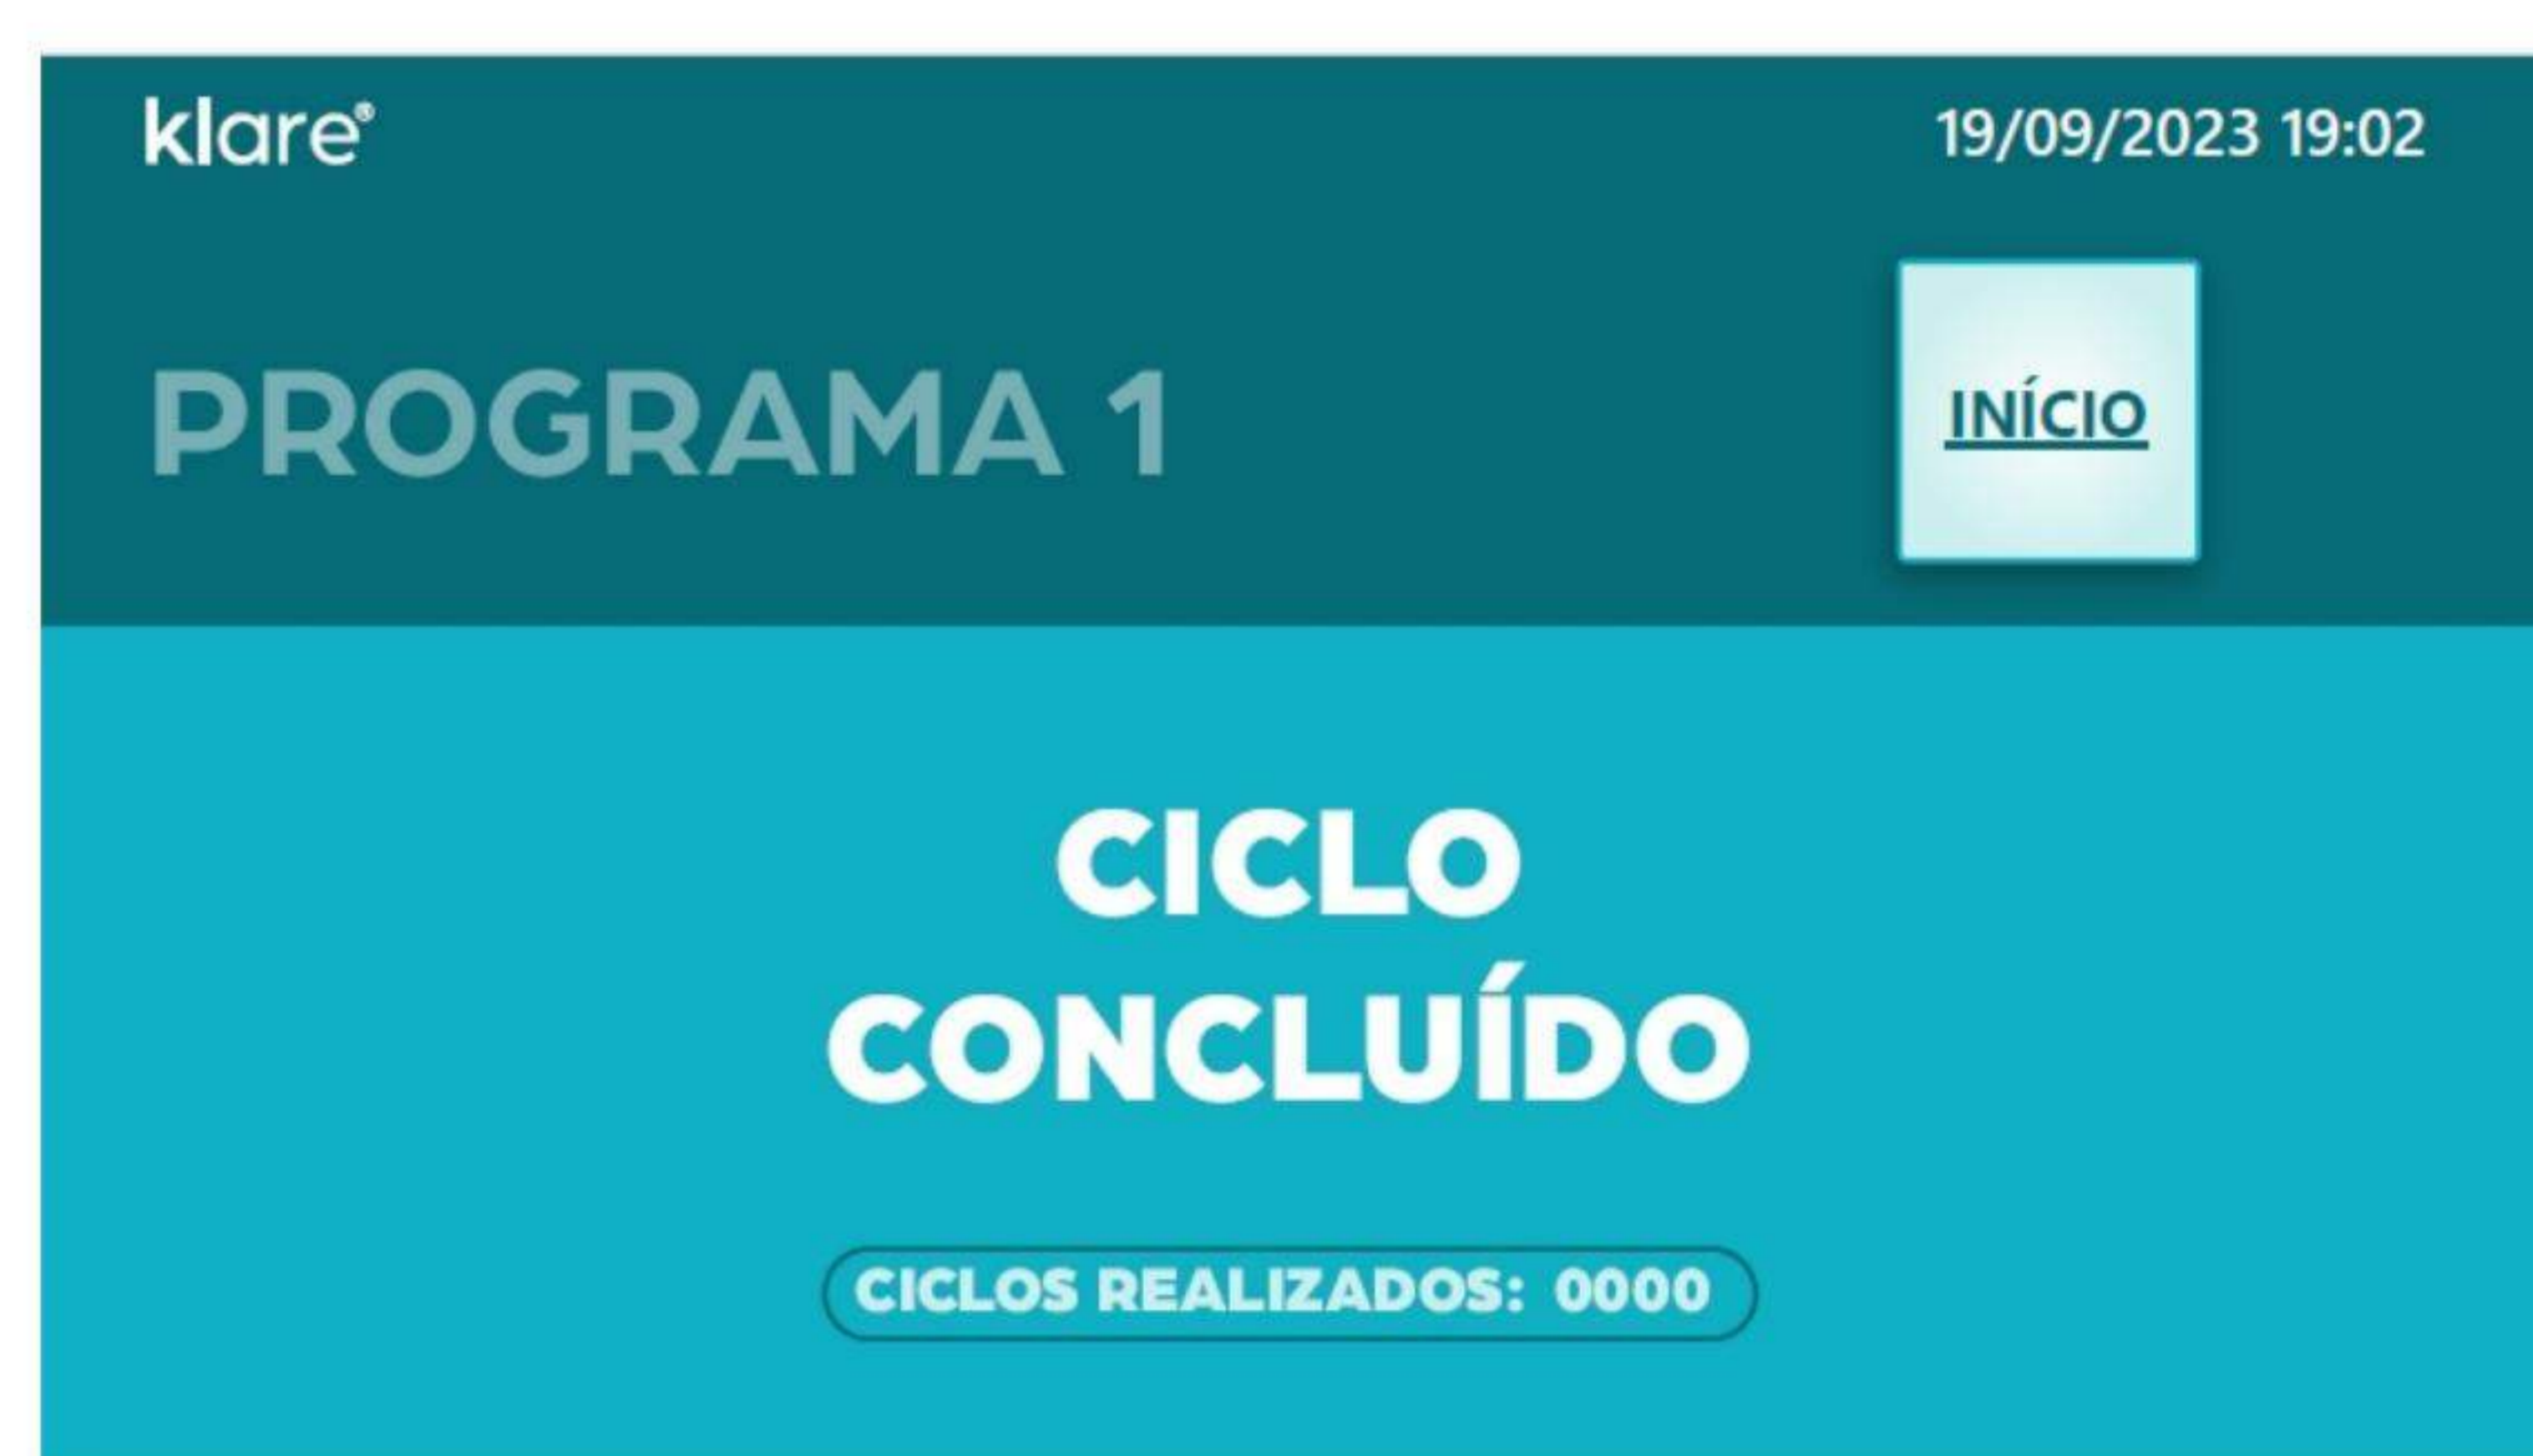 klare®
19/09/2023 19:02
PROGRAMA 1
INÍCIO
CICLO
CONCLUÍDO
CICLOS REALIZADOS: 0000